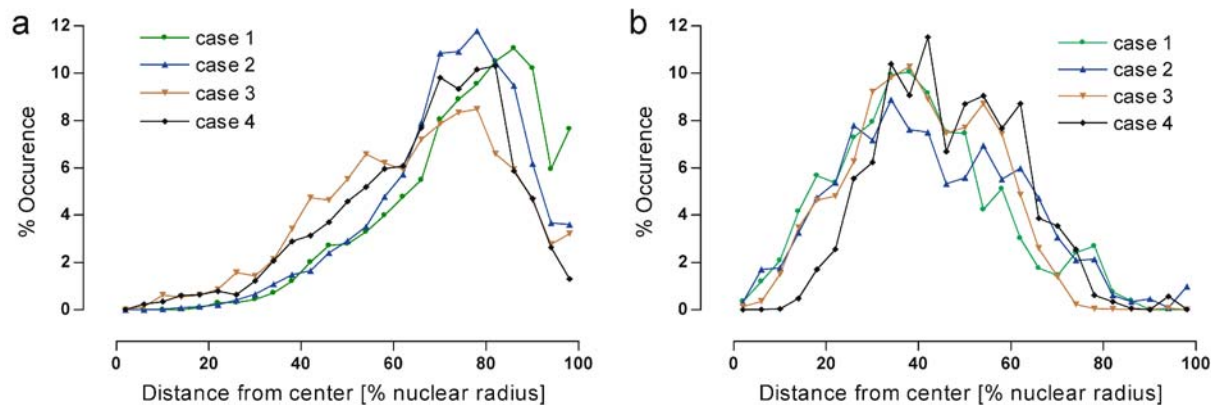 a
case 1
case 2
case 3
case 4
12
10
8
6
4
2
0
% Occurence
0 20 40 60 80 100
Distance from center [% nuclear radius]
b
case 1
case 2
case 3
case 4
12
10
8
6
4
2
0
% Occurence
0 20 40 60 80 100
Distance from center [% nuclear radius]